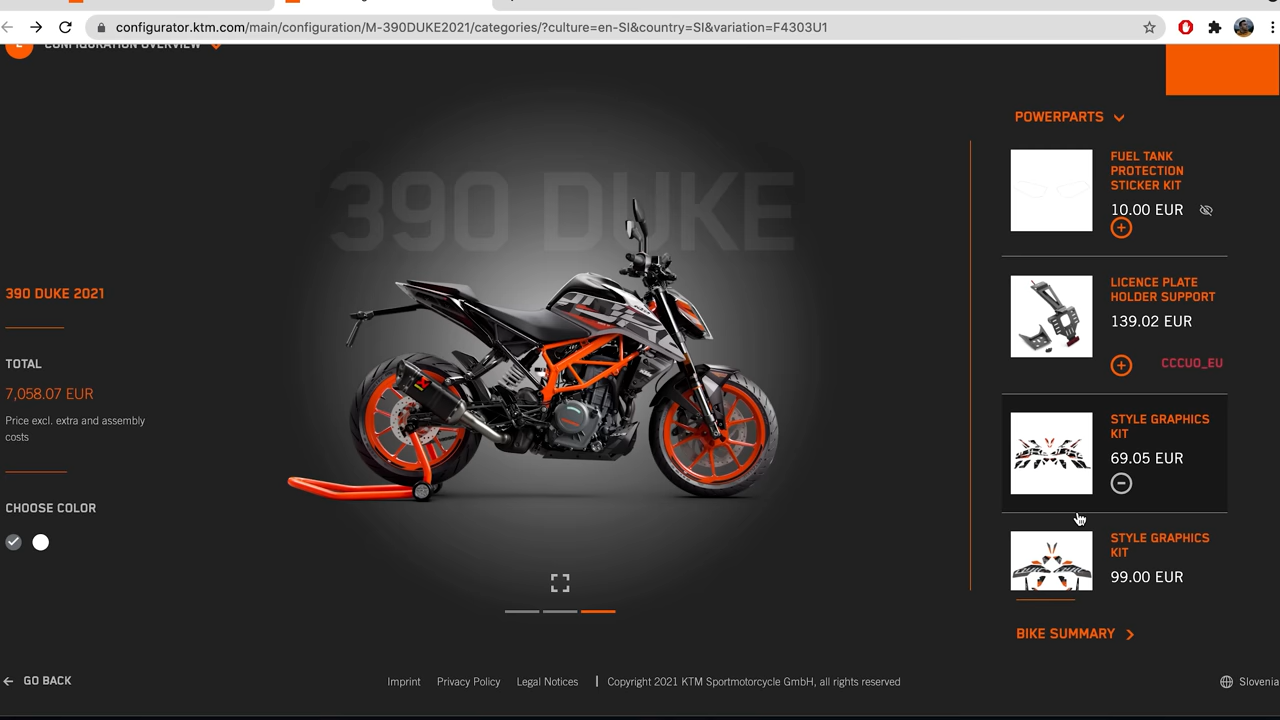 configurator.ktm.com/main/configuration/M-390DUKE2021/categories/?culture=en-SI&country=SI&variation=F4303U1
CONFIGURATION OVERVIEW
390 DUKE
390 DUKE 2021
TOTAL
7,058.07 EUR
Price excl. extra and assembly
costs
CHOOSE COLOR
POWERPARTS
FUEL TANK
PROTECTION
STICKER KIT
10.00 EUR
LICENCE PLATE
HOLDER SUPPORT
139.02 EUR
CCCUO_EU
STYLE GRAPHICS
KIT
69.05 EUR
STYLE GRAPHICS
KIT
99.00 EUR
BIKE SUMMARY
GO BACK
Imprint Privacy Policy Legal Notices | Copyright 2021 KTM Sportmotorcycle GmbH, all rights reserved
Slovenia